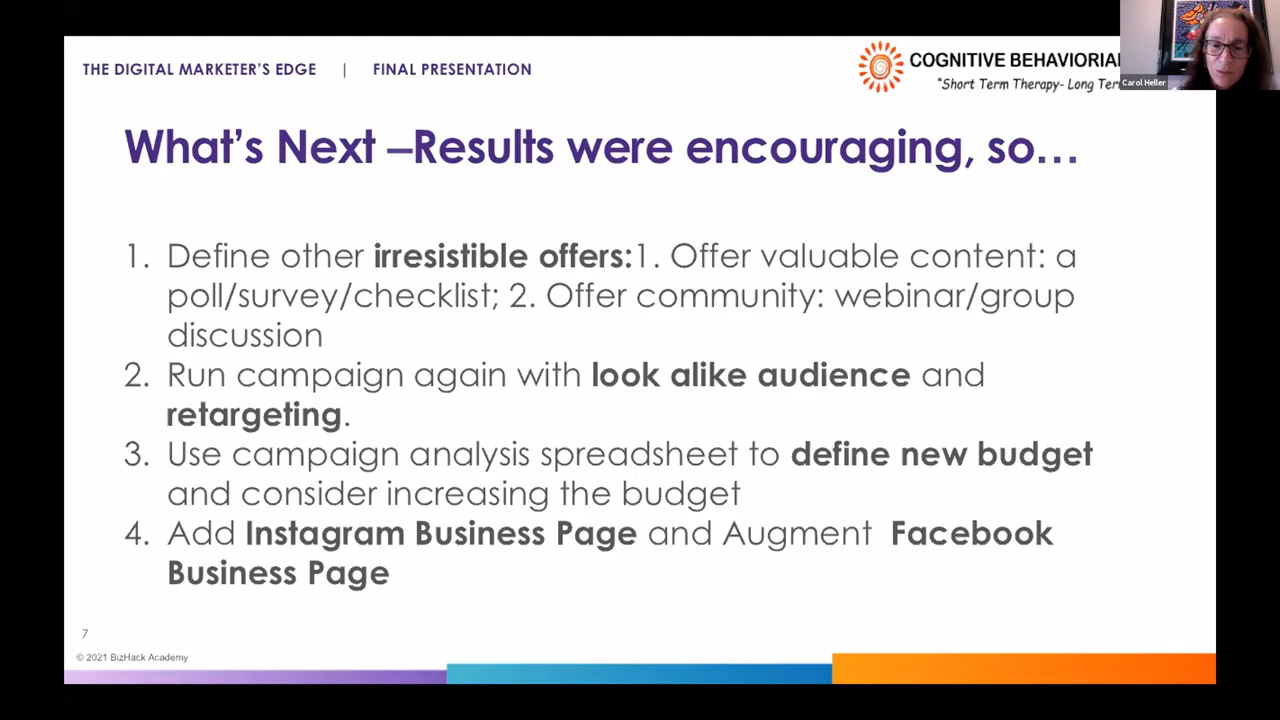 THE DIGITAL MARKETER'S EDGE | FINAL PRESENTATION
COGNITIVE BEHAVIORIAL
"Short Term Therapy- Long Ter
Carol Heller
What's Next –Results were encouraging, so…
1. Define other irresistible offers:1. Offer valuable content: a
poll/survey/checklist; 2. Offer community: webinar/group
discussion
2. Run campaign again with look alike audience and
retargeting.
3. Use campaign analysis spreadsheet to define new budget
and consider increasing the budget
4. Add Instagram Business Page and Augment Facebook
Business Page
7
© 2021 BizHack Academy